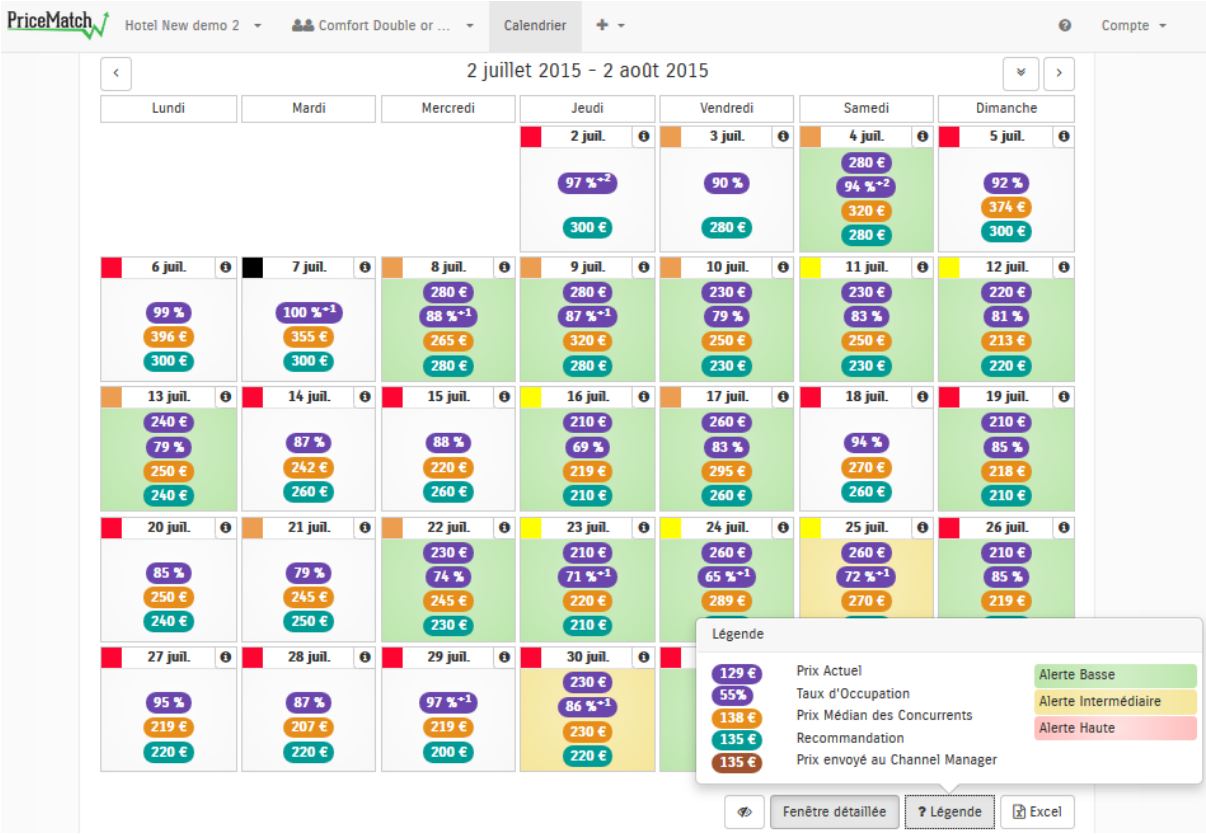 PriceMatch Hotel New demo 2 Comfort Double or ... Calendrier Compte
2 juillet 2015 - 2 août 2015
Lundi Mardi Mercredi Jeudi Vendredi Samedi Dimanche
2 juil. 3 juil. 4 juil. 5 juil.
280 €
97 %+2 90 % 94 %+2 92 %
320 € 374 €
300 € 280 € 280 € 300 €
6 juil. 7 juil. 8 juil. 9 juil. 10 juil. 11 juil. 12 juil.
280 € 280 € 230 € 230 € 220 €
99 % 100 %+1 88 %+1 87 %+1 79 % 83 % 81 %
396 € 355 € 265 € 320 € 250 € 250 € 213 €
300 € 300 € 280 € 280 € 230 € 230 € 220 €
13 juil. 14 juil. 15 juil. 16 juil. 17 juil. 18 juil. 19 juil.
240 € 210 € 260 € 210 €
79 % 87 % 88 % 69 % 83 % 94 % 85 %
250 € 242 € 220 € 219 € 295 € 270 € 218 €
240 € 260 € 260 € 210 € 260 € 260 € 210 €
20 juil. 21 juil. 22 juil. 23 juil. 24 juil. 25 juil. 26 juil.
230 € 210 € 260 € 260 € 210 €
85 % 79 % 74 % 71 %+1 65 %+1 72 %+1 85 %
250 € 245 € 245 € 220 € 289 € 270 € 219 €
240 € 250 € 230 € 210 €
27 juil. 28 juil. 29 juil. 30 juil.
230 €
95 % 87 % 97 %+1 86 %+1
219 € 207 € 219 € 230 €
220 € 220 € 200 € 220 €
Légende
129 € Prix Actuel Alerte Basse
55% Taux d'Occupation Alerte Intermédiaire
138 € Prix Médian des Concurrents Alerte Haute
135 € Recommandation
135 € Prix envoyé au Channel Manager
Fenêtre détaillée ? Légende Excel